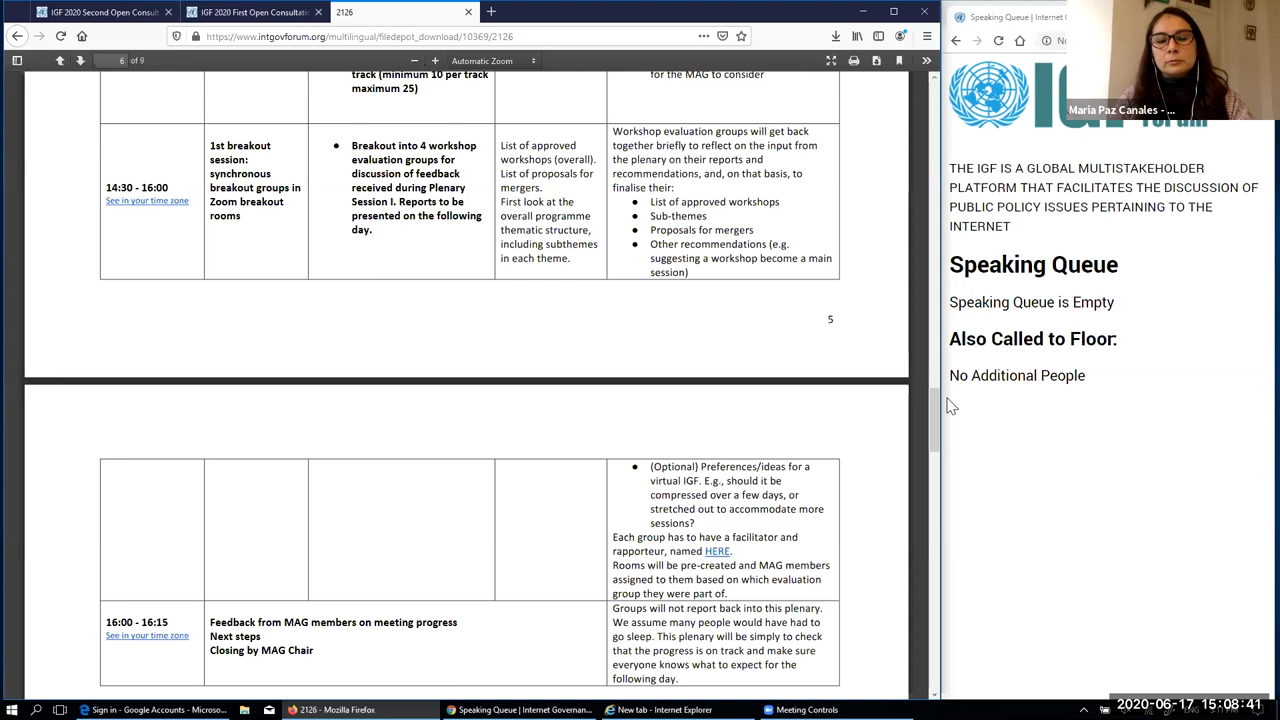 IGF 2020 Second Open Consult
IGF 2020 First Open Consultati
2126
https://www.intgovforum.org/multilingual/filedepot_download/10369/2126
6 of 9
Automatic Zoom
track (minimum 10 per track
maximum 25)
for the MAG to consider
14:30 - 16:00
See in your time zone
1st breakout
session:
synchronous
breakout groups in
Zoom breakout
rooms
Breakout into 4 workshop
evaluation groups for
discussion of feedback
received during Plenary
Session I. Reports to be
presented on the following
day.
List of approved
workshops (overall).
List of proposals for
mergers.
First look at the
overall programme
thematic structure,
including subthemes
in each theme.
Workshop evaluation groups will get back
together briefly to reflect on the input from
the plenary on their reports and
recommendations, and, on that basis, to
finalise their:
● List of approved workshops
● Sub-themes
● Proposals for mergers
● Other recommendations (e.g.
suggesting a workshop become a main
session)
5
● (Optional) Preferences/ideas for a
virtual IGF. E.g., should it be
compressed over a few days, or
stretched out to accommodate more
sessions?
Each group has to have a facilitator and
rapporteur, named HERE.
Rooms will be pre-created and MAG members
assigned to them based on which evaluation
group they were part of.
16:00 - 16:15
See in your time zone
Feedback from MAG members on meeting progress
Next steps
Closing by MAG Chair
Groups will not report back into this plenary.
We assume many people would have had to
go sleep. This plenary will be simply to check
that the progress is on track and make sure
everyone knows what to expect for the
following day.
Speaking Queue | Internet G
Maria Paz Canales - ...
THE IGF IS A GLOBAL MULTISTAKEHOLDER
PLATFORM THAT FACILITATES THE DISCUSSION OF
PUBLIC POLICY ISSUES PERTAINING TO THE
INTERNET
Speaking Queue
Speaking Queue is Empty
Also Called to Floor:
No Additional People
Sign in - Google Accounts - Microso...
2126 - Mozilla Firefox
Speaking Queue | Internet Governan...
New tab - Internet Explorer
Meeting Controls
2020-06-17 15:08:41